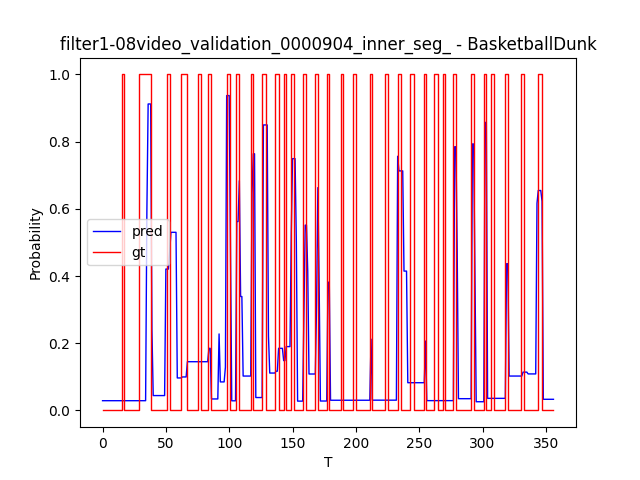 filter1-08video_validation_0000904_inner_seg_ - BasketballDunk
1.0
0.8
0.6
0.4
0.2
0.0
Probability
pred
gt
0 50 100 150 200 250 300 350
T